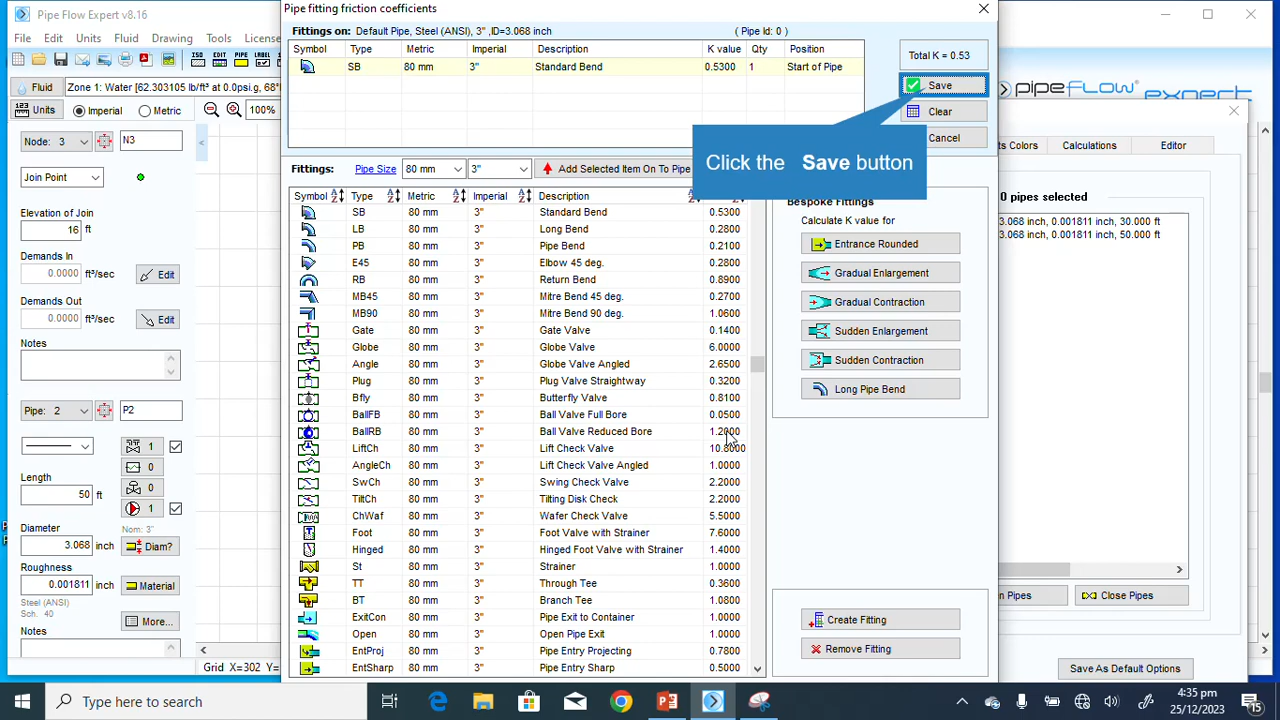 Pipe Flow Expert v8.16
File Edit Units Fluid Drawing Tools License
Fluid Zone 1: Water [62.303105 lb/ft³ at 0.0psi.g, 68°
Units Imperial Metric 100%
Node: 3 N3
Join Point
Elevation of Join
16 ft
Demands In
0.0000 ft³/sec Edit
Demands Out
0.0000 ft³/sec Edit
Notes
Pipe: 2 P2
1
0
Length 0
50 ft 1
Diameter Nom: 3"
3.068 inch Diam?
Roughness
0.001811 inch Material
Steel (ANSI)
Sch. 40 More...
Notes
Grid X=302 Y=
Pipe fitting friction coefficients
Fittings on: Default Pipe, Steel (ANSI), 3" ,ID=3.068 inch ( Pipe Id: 0 )
Symbol Type Metric Imperial Description K value Qty Position
SB 80 mm 3" Standard Bend 0.5300 1 Start of Pipe
Total K = 0.53
Save
Clear
Cancel
Click the Save button
Fittings: Pipe Size 80 mm 3" Add Selected Item On To Pipe
Symbol Type Metric Imperial Description
SB 80 mm 3" Standard Bend 0.5300
LB 80 mm 3" Long Bend 0.2800
PB 80 mm 3" Pipe Bend 0.2100
E45 80 mm 3" Elbow 45 deg. 0.2800
RB 80 mm 3" Return Bend 0.8900
MB45 80 mm 3" Mitre Bend 45 deg. 0.2700
MB90 80 mm 3" Mitre Bend 90 deg. 1.0600
Gate 80 mm 3" Gate Valve 0.1400
Globe 80 mm 3" Globe Valve 6.0000
Angle 80 mm 3" Globe Valve Angled 2.6500
Plug 80 mm 3" Plug Valve Straightway 0.3200
Bfly 80 mm 3" Butterfly Valve 0.8100
BallFB 80 mm 3" Ball Valve Full Bore 0.0500
BallRB 80 mm 3" Ball Valve Reduced Bore 1.2000
LiftCh 80 mm 3" Lift Check Valve 10.8000
AngleCh 80 mm 3" Lift Check Valve Angled 1.0000
SwCh 80 mm 3" Swing Check Valve 2.2000
TiltCh 80 mm 3" Tilting Disk Check 2.2000
ChWaf 80 mm 3" Wafer Check Valve 5.5000
Foot 80 mm 3" Foot Valve with Strainer 7.6000
Hinged 80 mm 3" Hinged Foot Valve with Strainer 1.4000
St 80 mm 3" Strainer 1.0000
TT 80 mm 3" Through Tee 0.3600
BT 80 mm 3" Branch Tee 1.0800
ExitCon 80 mm 3" Pipe Exit to Container 1.0000
Open 80 mm 3" Open Pipe Exit 1.0000
EntProj 80 mm 3" Pipe Entry Projecting 0.7800
EntSharp 80 mm 3" Pipe Entry Sharp 0.5000
Bespoke Fittings
Calculate K value for
Entrance Rounded
Gradual Enlargement
Gradual Contraction
Sudden Enlargement
Sudden Contraction
Long Pipe Bend
Create Fitting
Remove Fitting
pipeflow expert
ts Colors Calculations Editor
0 pipes selected
3.068 inch, 0.001811 inch, 30.000 ft
3.068 inch, 0.001811 inch, 50.000 ft
n Pipes Close Pipes
Save As Default Options
Type here to search
4:35 pm
25/12/2023
15